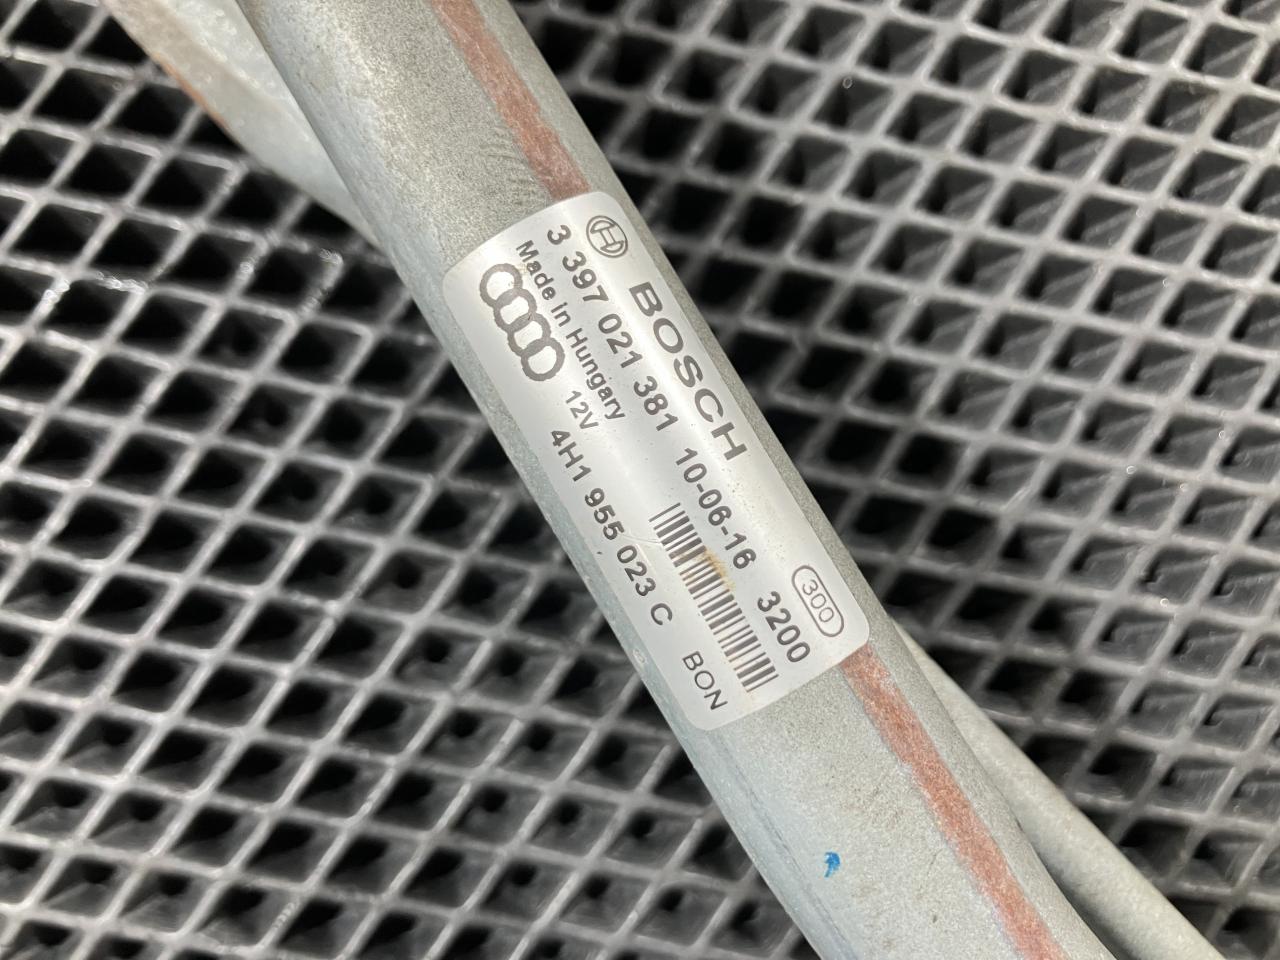 BOSCH
3 397 021 381 10-06-16 3200
300
Made in Hungary
12V
4H1 955 023 C
BON